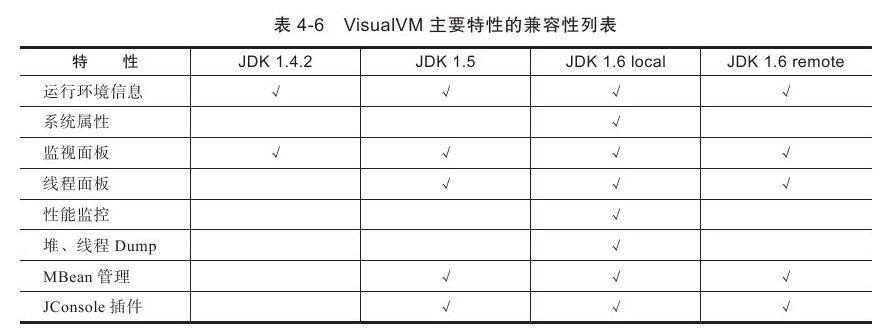 表 4-6 VisualVM 主要特性的兼容性列表
特 性 JDK 1.4.2 JDK 1.5 JDK 1.6 local JDK 1.6 remote
运行环境信息 √ √ √ √
系统属性 √
监视面板 √ √ √ √
线程面板 √ √ √
性能监控 √
堆、线程 Dump √
MBean 管理 √ √ √
JConsole 插件 √ √ √